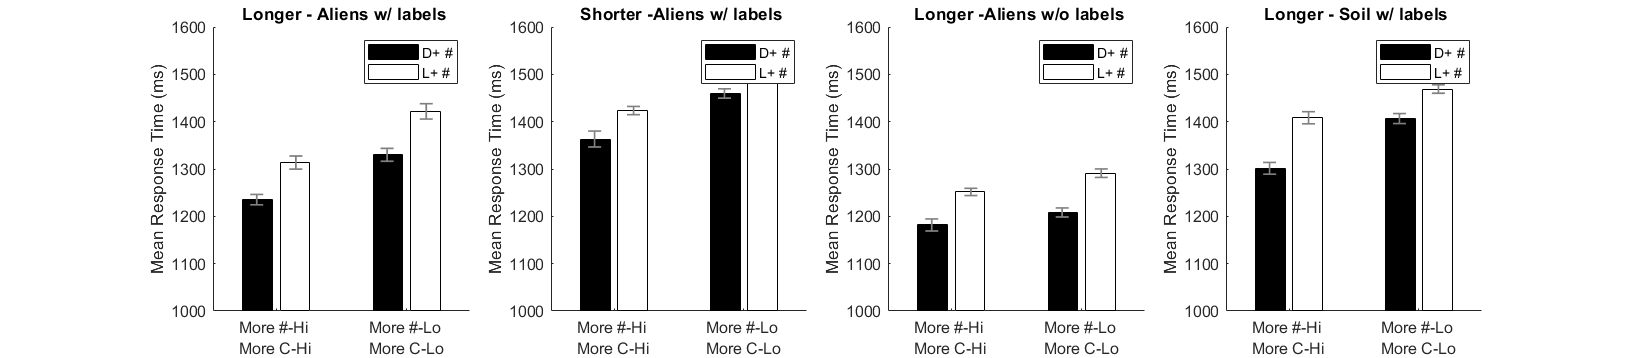 Longer - Aliens w/ labels
Mean Response Time (ms)
1600
1500
1400
1300
1200
1100
1000
D+ #
L+ #
More #-Hi
More C-Hi
More #-Lo
More C-Lo
Shorter -Aliens w/ labels
Mean Response Time (ms)
1600
1500
1400
1300
1200
1100
1000
D+ #
L+ #
More #-Hi
More C-Hi
More #-Lo
More C-Lo
Longer -Aliens w/o labels
Mean Response Time (ms)
1600
1500
1400
1300
1200
1100
1000
D+ #
L+ #
More #-Hi
More C-Hi
More #-Lo
More C-Lo
Longer - Soil w/ labels
Mean Response Time (ms)
1600
1500
1400
1300
1200
1100
1000
D+ #
L+ #
More #-Hi
More C-Hi
More #-Lo
More C-Lo